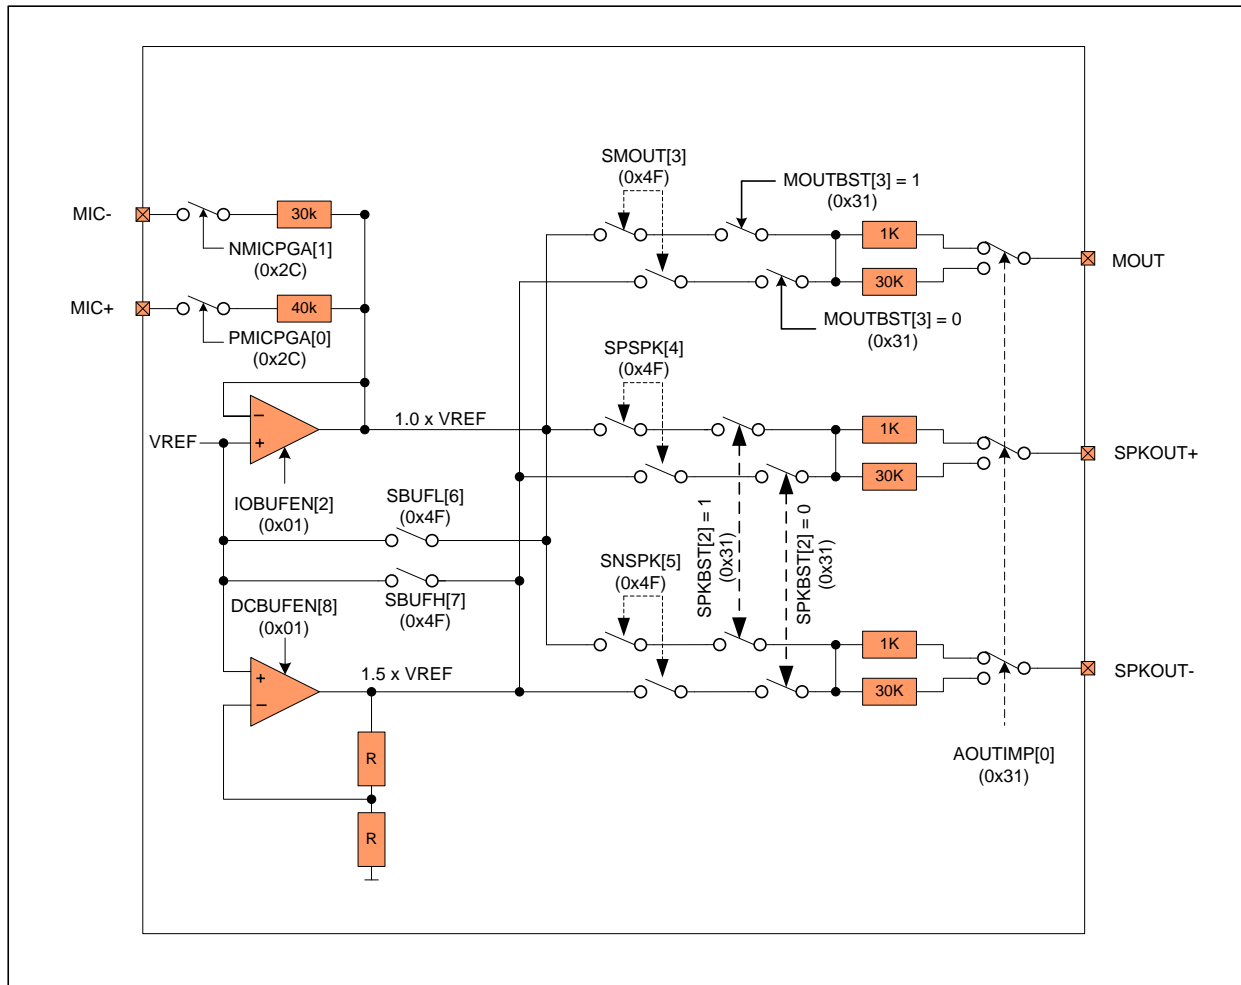 SMOUT[3]
(0x4F)
MOUTBST[3] = 1
(0x31)
MIC-
30k
NMICPGA[1]
(0x2C)
1K
MOUT
30K
MIC+
40k
PMICPGA[0]
(0x2C)
MOUTBST[3] = 0
(0x31)
SPSPK[4]
(0x4F)
−
+
VREF
1.0 x VREF
1K
30K
SPKOUT+
IOBUFEN[2]
(0x01)
SBUFL[6]
(0x4F)
SBUFH[7]
(0x4F)
SNSPK[5]
(0x4F)
SPKBST[2] = 1
(0x31)
SPKBST[2] = 0
(0x31)
DCBUFEN[8]
(0x01)
+
−
1.5 x VREF
1K
30K
SPKOUT-
R
R
AOUTIMP[0]
(0x31)